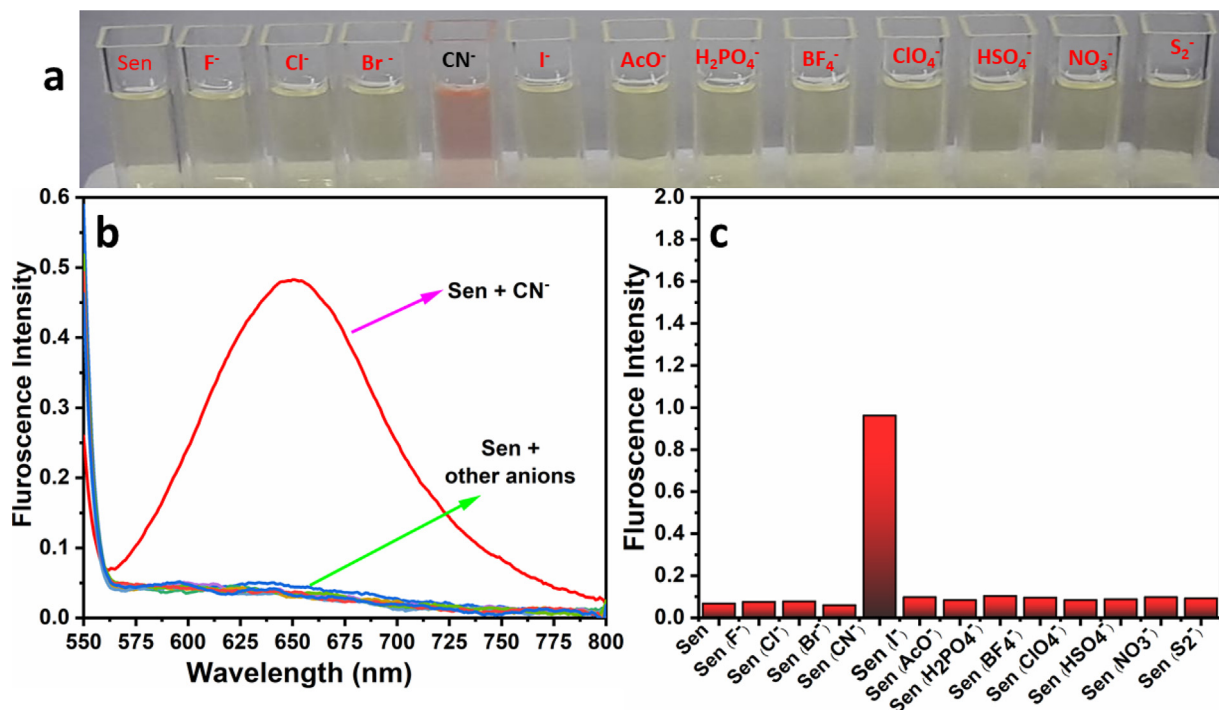 a
Sen F⁻ Cl⁻ Br⁻ CN⁻ I⁻ AcO⁻ H₂PO₄⁻ BF₄⁻ ClO₄⁻ HSO₄⁻ NO₃⁻ S₂⁻
b
Fluroscence Intensity
0.6
0.5
0.4
0.3
0.2
0.1
0.0
Sen + CN⁻
Sen +
other anions
550 575 600 625 650 675 700 725 750 775 800
Wavelength (nm)
c
Fluroscence Intensity
2.0
1.8
1.6
1.4
1.2
1.0
0.8
0.6
0.4
0.2
0.0
Sen
Sen (F⁻)
Sen (Cl⁻)
Sen (Br⁻)
Sen (CN⁻)
Sen (I⁻)
Sen (AcO⁻)
Sen (H2PO4⁻)
Sen (BF4⁻)
Sen (ClO4⁻)
Sen (HSO4⁻)
Sen (NO3⁻)
Sen (S2⁻)